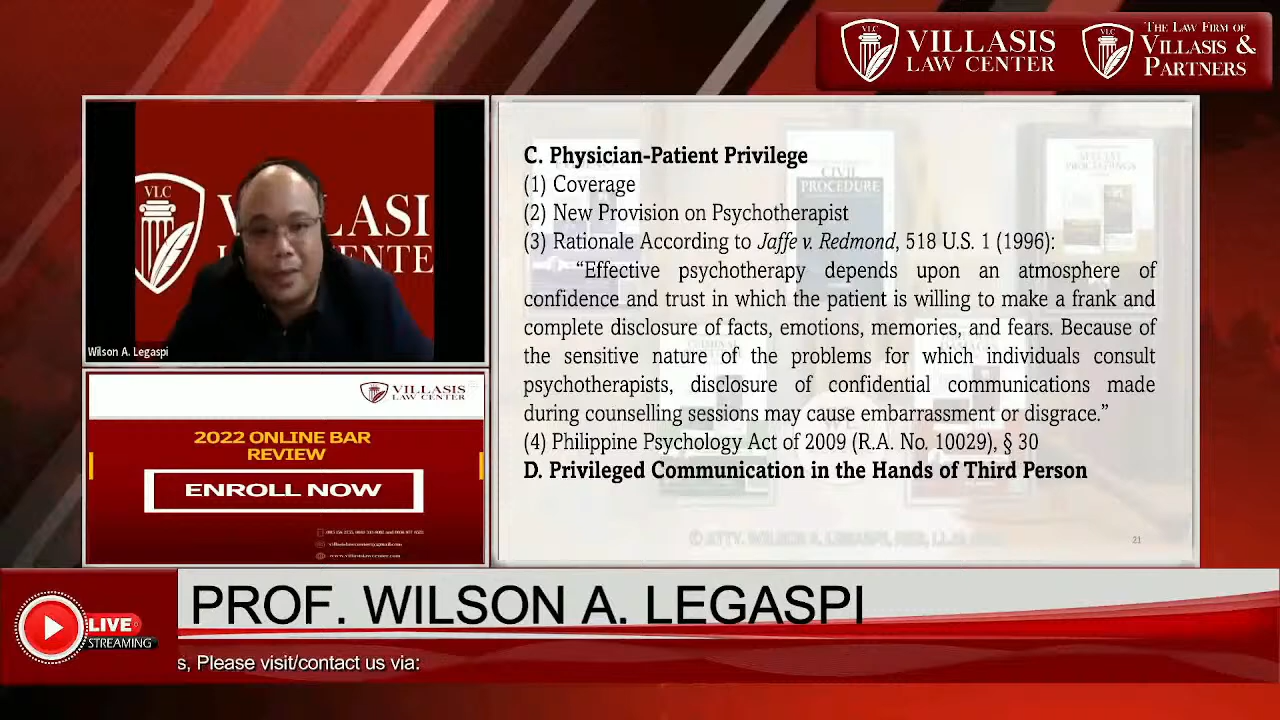 VLC
VILLASIS
LAW CENTER
VLC
THE LAW FIRM OF
VILLASIS &
PARTNERS
VLC
Wilson A. Legaspi
VILLASIS
LAW CENTER
2022 ONLINE BAR
REVIEW
ENROLL NOW
C. Physician-Patient Privilege
(1) Coverage
(2) New Provision on Psychotherapist
(3) Rationale According to Jaffe v. Redmond, 518 U.S. 1 (1996):
“Effective psychotherapy depends upon an atmosphere of
confidence and trust in which the patient is willing to make a frank and
complete disclosure of facts, emotions, memories, and fears. Because of
the sensitive nature of the problems for which individuals consult
psychotherapists, disclosure of confidential communications made
during counselling sessions may cause embarrassment or disgrace.”
(4) Philippine Psychology Act of 2009 (R.A. No. 10029), § 30
D. Privileged Communication in the Hands of Third Person
21
LIVE
STREAMING
PROF. WILSON A. LEGASPI
s, Please visit/contact us via: